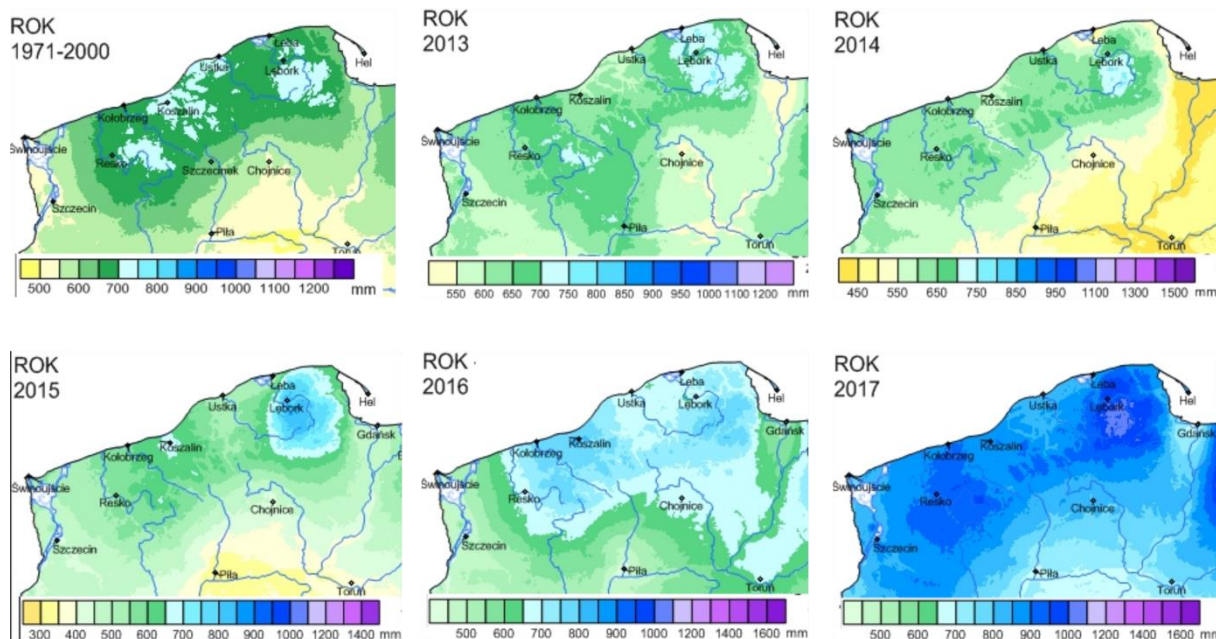 ROK
1971-2000
Łeba
Ustka
Lębork
Hel
Kołobrzeg
Koszalin
Świnoujście
Resko
Szczecinek
Chojnice
Szczecin
Piła
Toruń
500 600 700 800 900 1000 1100 1200
mm
ROK
2013
Łeba
Ustka
Lębork
Hel
Kołobrzeg
Koszalin
Świnoujście
Resko
Chojnice
Szczecin
Piła
Toruń
550 600 650 700 750 850 900 950 1000 1100 1200
mm
ROK
2014
Łeba
Ustka
Lębork
Hel
Kołobrzeg
Koszalin
Świnoujście
Resko
Chojnice
Szczecin
Piła
Toruń
450 550 650 750 850 950 1100 1300 1500
mm
ROK
2015
Łeba
Ustka
Lębork
Hel
Gdańsk
Kołobrzeg
Koszalin
Świnoujście
Resko
Chojnice
Szczecin
Piła
Toruń
300 400 500 600 700 800 900 1000 1200 1400
mm
ROK
2016
Łeba
Ustka
Lębork
Hel
Gdańsk
Kołobrzeg
Koszalin
Świnoujście
Resko
Chojnice
Szczecin
Piła
Toruń
500 600 700 800 900 1000 1200 1400 1600
mm
ROK
2017
Łeba
Ustka
Lębork
Hel
Gdańsk
Kołobrzeg
Koszalin
Świnoujście
Resko
Chojnice
Szczecin
Piła
Toruń
500 600 700 800 900 1000 1200 1400 1600
mm